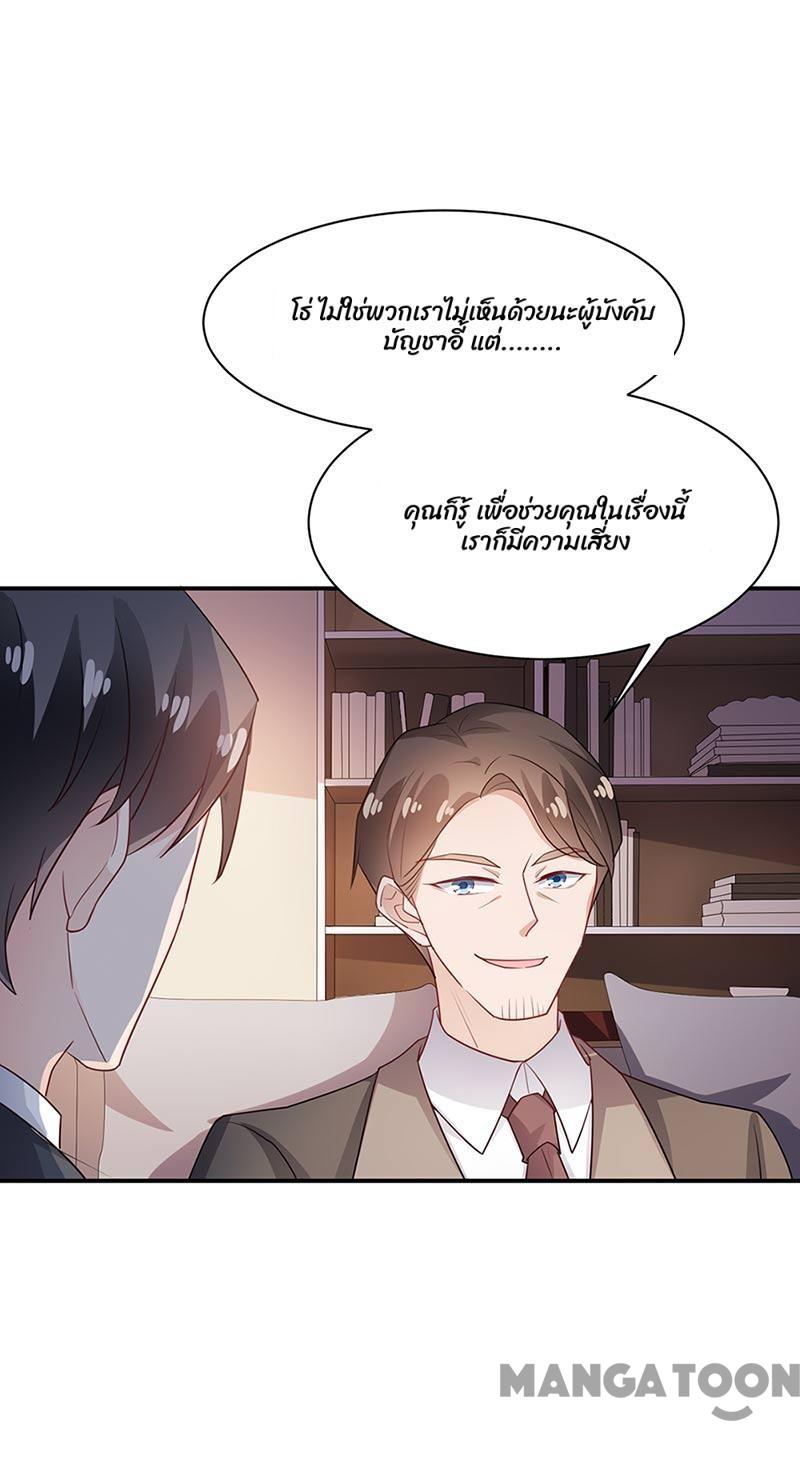 โธ่ ไม่ใช่พวกเราไม่เห็นด้วยนะผู้บังคับ
บัญชาอี้ แต่........
คุณก็รู้ เพื่อช่วยคุณในเรื่องนี้
เราก็มีความเสี่ยง
MANGATOON